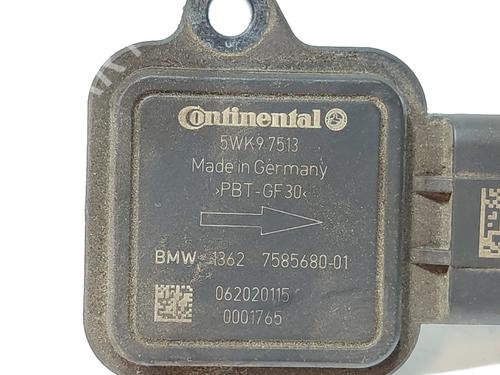 Continental
5WK9 7513
Made in Germany
>PBT-GF30<
BMW 1362 7585680-01
062020115
0001765